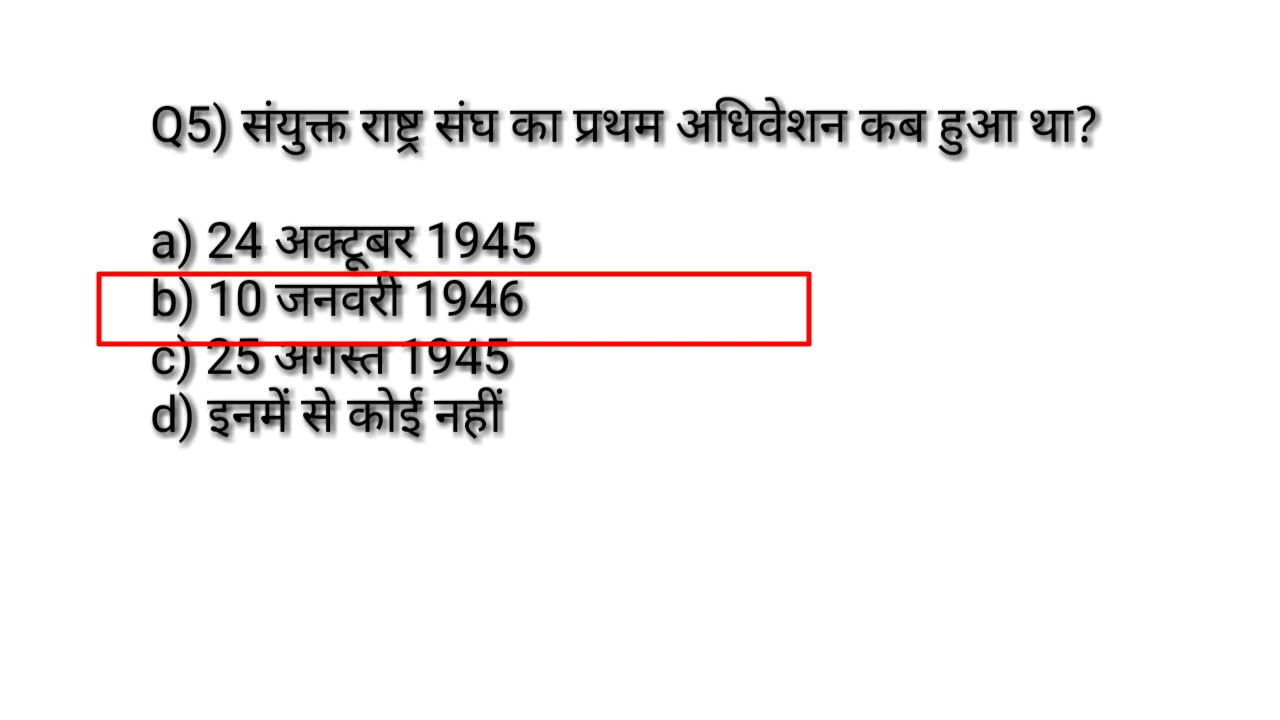 Q5) संयुक्त राष्ट्र संघ का प्रथम अधिवेशन कब हुआ था?
a) 24 अक्टूबर 1945
b) 10 जनवरी 1946
c) 25 अगस्त 1945
d) इनमें से कोई नहीं